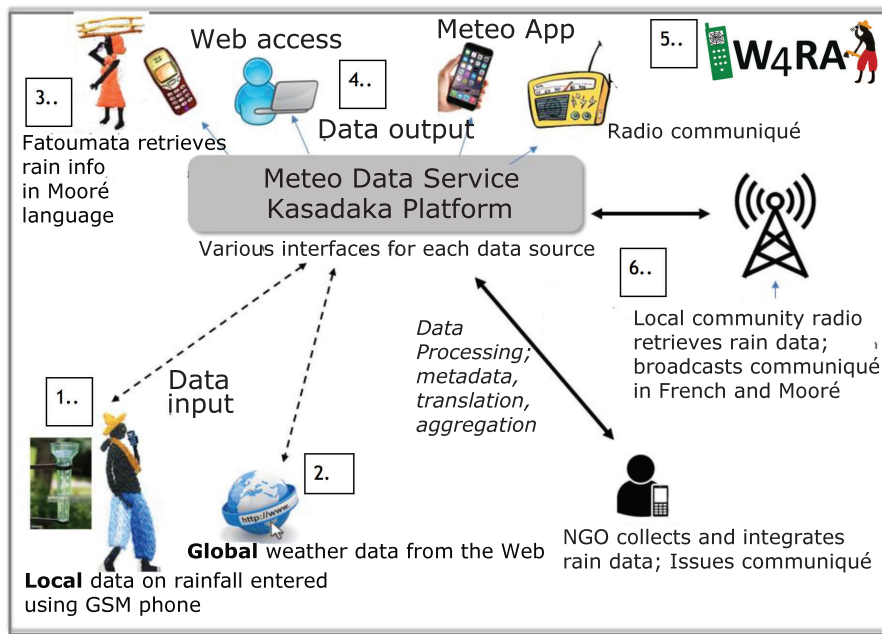 Web access
Meteo App
5..
W4RA
3..
4..
Data output
Radio communiqué
Fatoumata retrieves
rain info
in Mooré
language
Meteo Data Service
Kasadaka Platform
Various interfaces for each data source
6..
Local community radio
retrieves rain data;
broadcasts communiqué
in French and Mooré
Data
Processing;
metadata,
translation,
aggregation
Data
input
1..
2.
http://www.
Global weather data from the Web
NGO collects and integrates
rain data; Issues communiqué
Local data on rainfall entered
using GSM phone